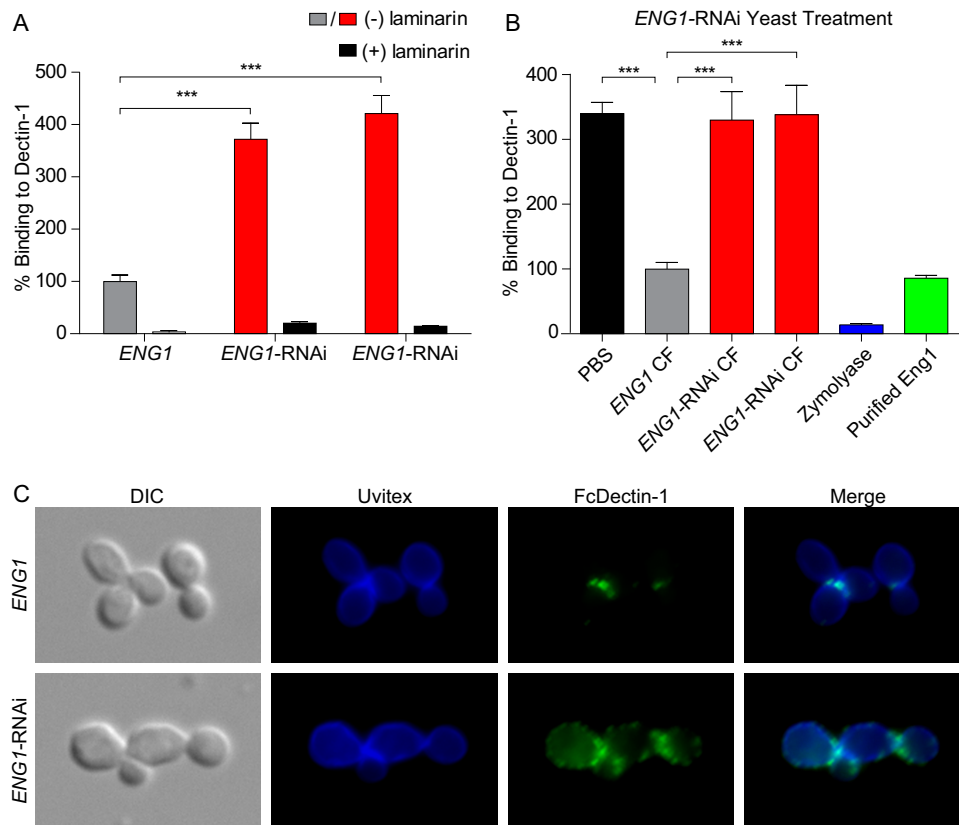 A
/ (-) laminarin
(+) laminarin
% Binding to Dectin-1
500
400
300
200
100
0
***
***
ENG1
ENG1-RNAi
ENG1-RNAi
B
ENG1-RNAi Yeast Treatment
% Binding to Dectin-1
400
300
200
100
0
***
***
***
PBS
ENG1 CF
ENG1-RNAi CF
ENG1-RNAi CF
Zymolyase
Purified Eng1
C
DIC
Uvitex
FcDectin-1
Merge
ENG1
ENG1-RNAi